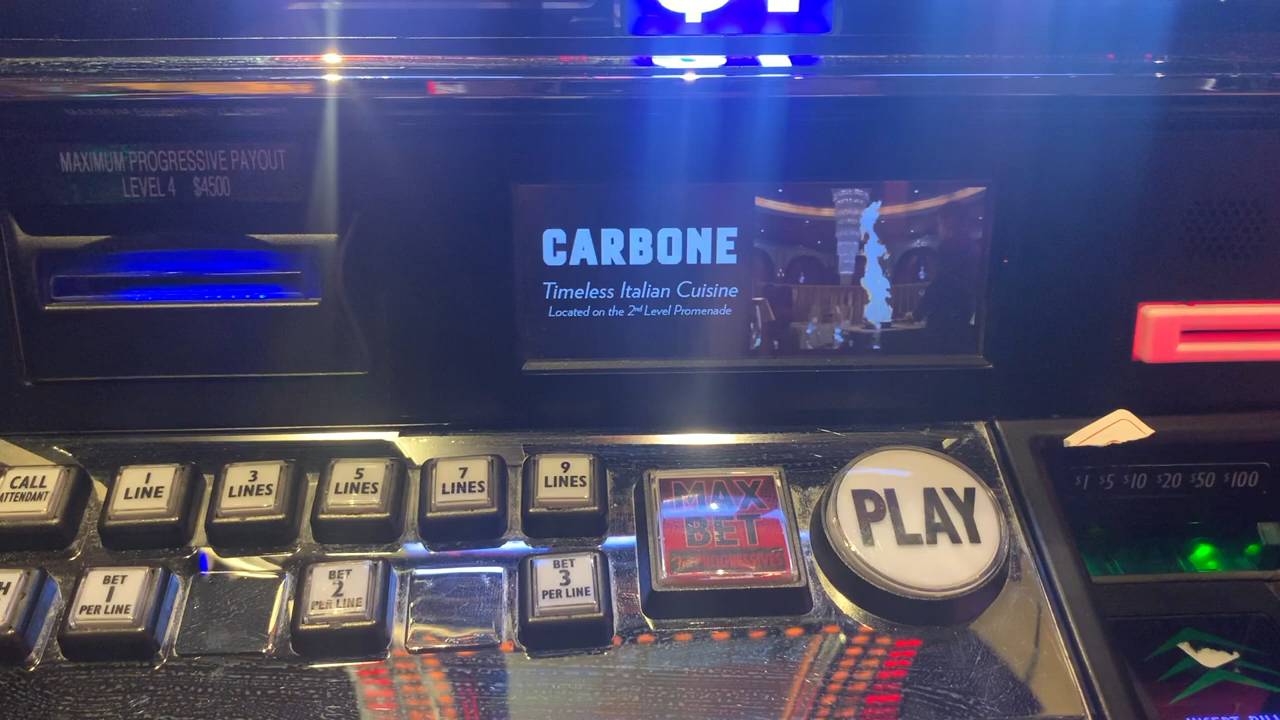 MAXIMUM PROGRESSIVE PAYOUT
LEVEL 4 $4500
CARBONE
Timeless Italian Cuisine
Located on the 2nd Level Promenade
$1 $5 $10 $20 $50 $100
CALL
ATTENDANT
1
LINE
3
LINES
5
LINES
7
LINES
9
LINES
MAX
BET
PLAY
H
BET
1
PER LINE
BET
2
PER LINE
BET
3
PER LINE